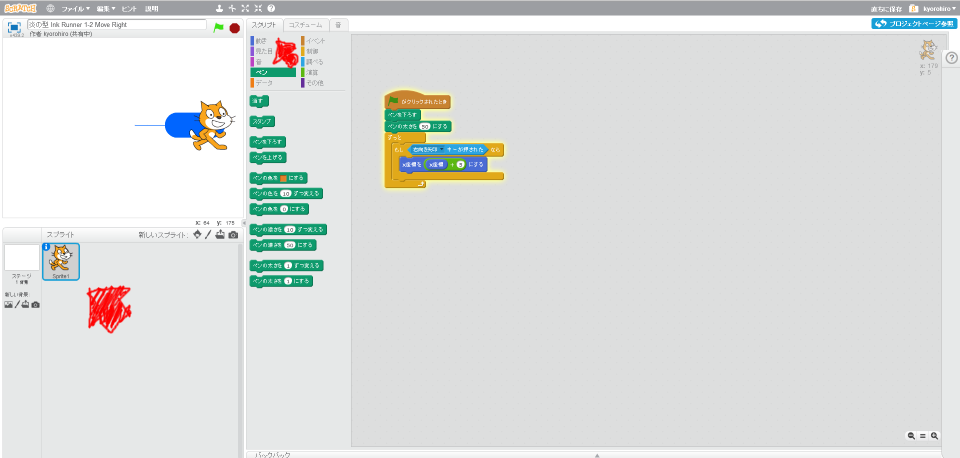 SCRATCH ファイル▼ 編集▼ ヒント 説明 直ちに保存 kyorohiro▼
炎の型 Ink Runner 1-2 Move Right
作者 kyorohiro (共有中)
プロジェクトページ参照
スクリプト コスチューム 音
動き イベント
見た目 制御
音 調べる
ペン 演算
データ その他
消す
スタンプ
ペンを下ろす
ペンを上げる
ペンの色を にする
ペンの色を 10 ずつ変える
ペンの色を 0 にする
ペンの濃さを 10 ずつ変える
ペンの濃さを 50 にする
ペンの太さを 1 ずつ変える
ペンの太さを 1 にする
がクリックされたとき
ペンを下ろす
ペンの太さを 50 にする
ずっと
もし 右向き矢印 キーが押された なら
x座標を x座標 + にする
x: 179
y: 5
x: 84 y: 175
スプライト 新しいスプライト:
Sprite1
ステージ
1 背景
新しい背景
バックパック